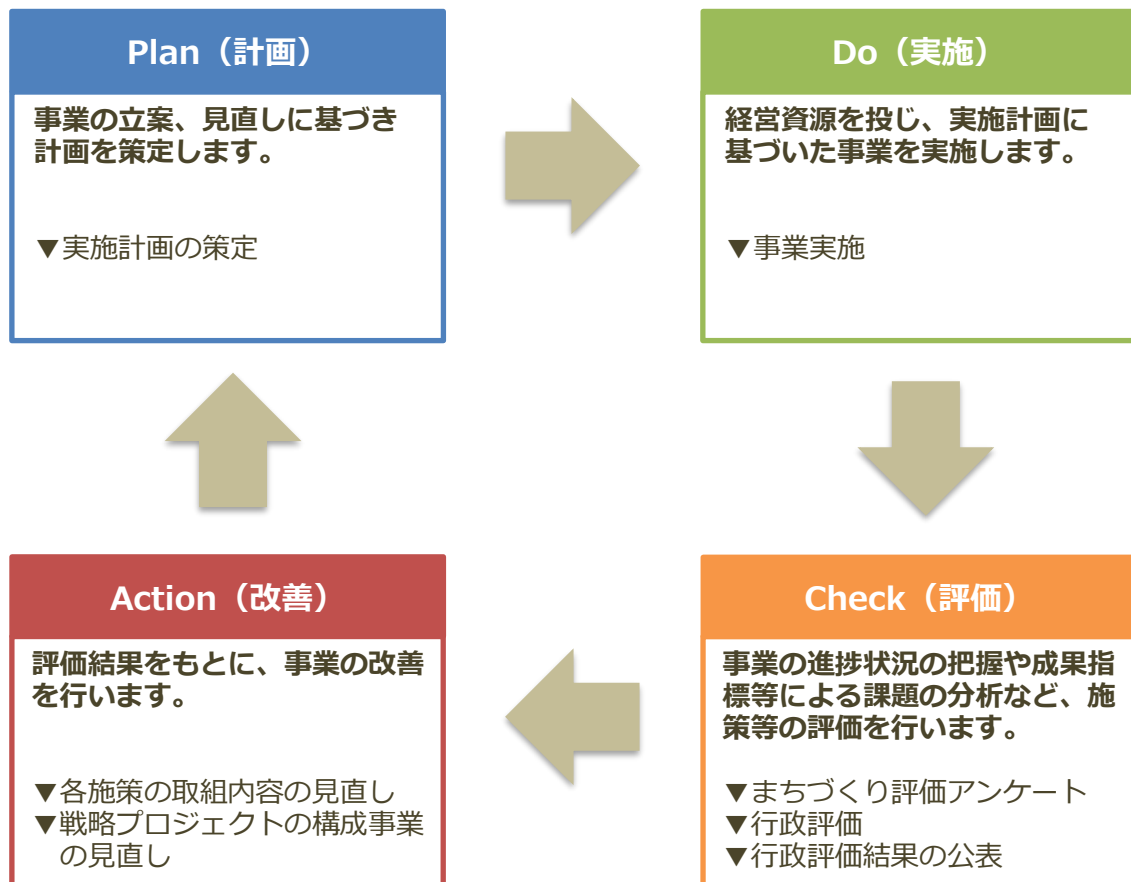 Plan（計画）
事業の立案、見直しに基づき
計画を策定します。
▼実施計画の策定
Do（実施）
経営資源を投じ、実施計画に
基づいた事業を実施します。
▼事業実施
Action（改善）
評価結果をもとに、事業の改善
を行います。
▼各施策の取組内容の見直し
▼戦略プロジェクトの構成事業
の見直し
Check（評価）
事業の進捗状況の把握や成果指
標等による課題の分析など、施
策等の評価を行います。
▼まちづくり評価アンケート
▼行政評価
▼行政評価結果の公表